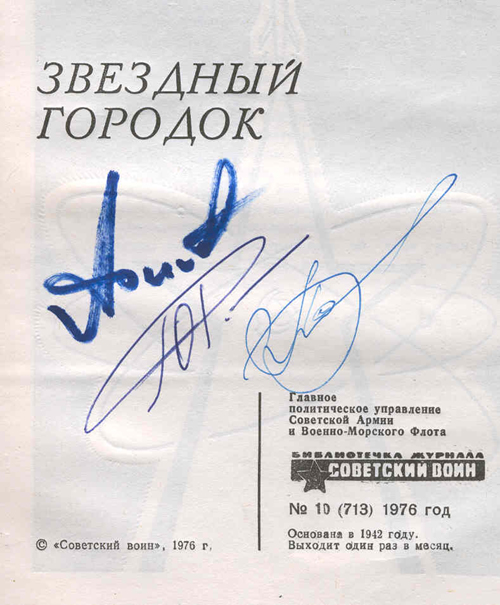 ЗВЕЗДНЫЙ
ГОРОДОК
Главное
политическое управление
Советской Армии
и Военно-Морского Флота
БИБЛИОТЕЧКА ЖУРНАЛА
СОВЕТСКИЙ ВОИН
№ 10 (713) 1976 год
Основана в 1942 году.
Выходит один раз в месяц.
© «Советский воин», 1976 г.